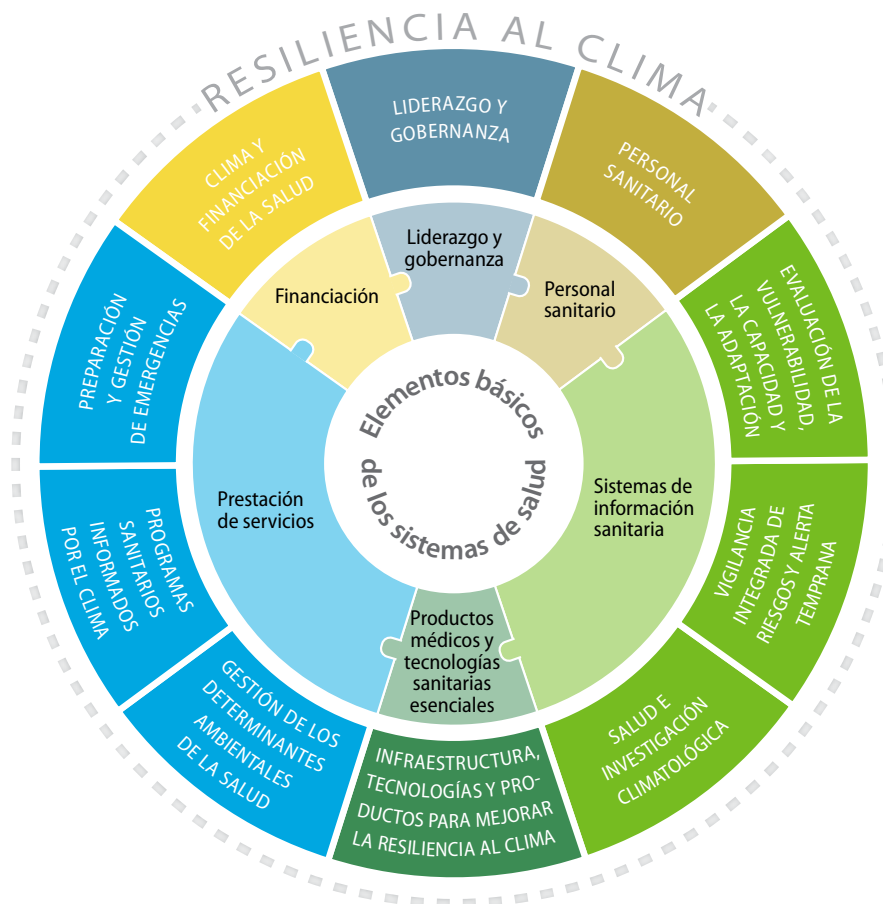 RESILIENCIA AL CLIMA
LIDERAZGO Y
GOBERNANZA
PERSONAL
SANITARIO
EVALUACIÓN DE LA
VULNERABILIDAD,
LA CAPACIDAD Y
LA ADAPTACIÓN
VIGILANCIA
INTEGRADA DE
RIESGOS Y ALERTA
TEMPRANA
SALUD E
INVESTIGACIÓN
CLIMATOLÓGICA
INFRAESTRUCTURA,
TECNOLOGÍAS Y PRO-
DUCTOS PARA MEJORAR
LA RESILIENCIA AL CLIMA
GESTIÓN DE LOS
DETERMINANTES
AMBIENTALES
DE LA SALUD
PROGRAMAS
SANITARIOS
INFORMADOS
POR EL CLIMA
PREPARACIÓN
Y GESTIÓN
DE EMERGENCIAS
CLIMA Y
FINANCIACIÓN
DE LA SALUD
Liderazgo y
gobernanza
Personal
sanitario
Sistemas de
información
sanitaria
Productos
médicos y
tecnologías
sanitarias
esenciales
Prestación
de servicios
Financiación
Elementos básicos
de los sistemas de salud